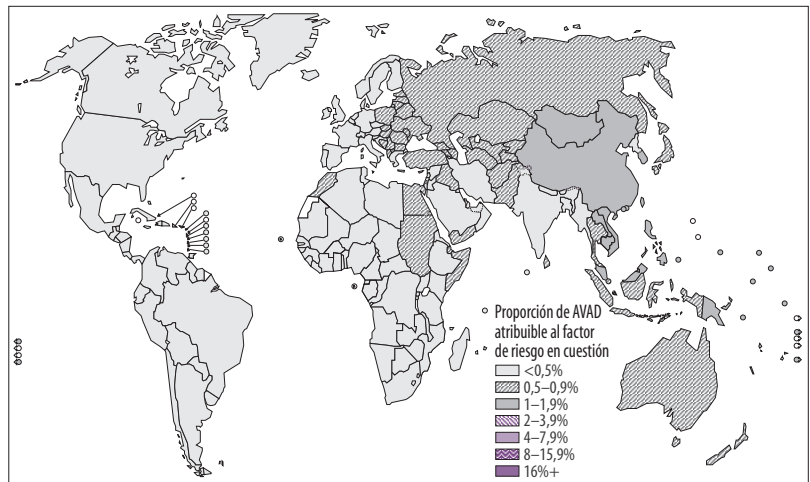 Proporción de AVAD
atribuible al factor
de riesgo en cuestión
<0,5%
0,5–0,9%
1–1,9%
2–3,9%
4–7,9%
8–15,9%
16%+